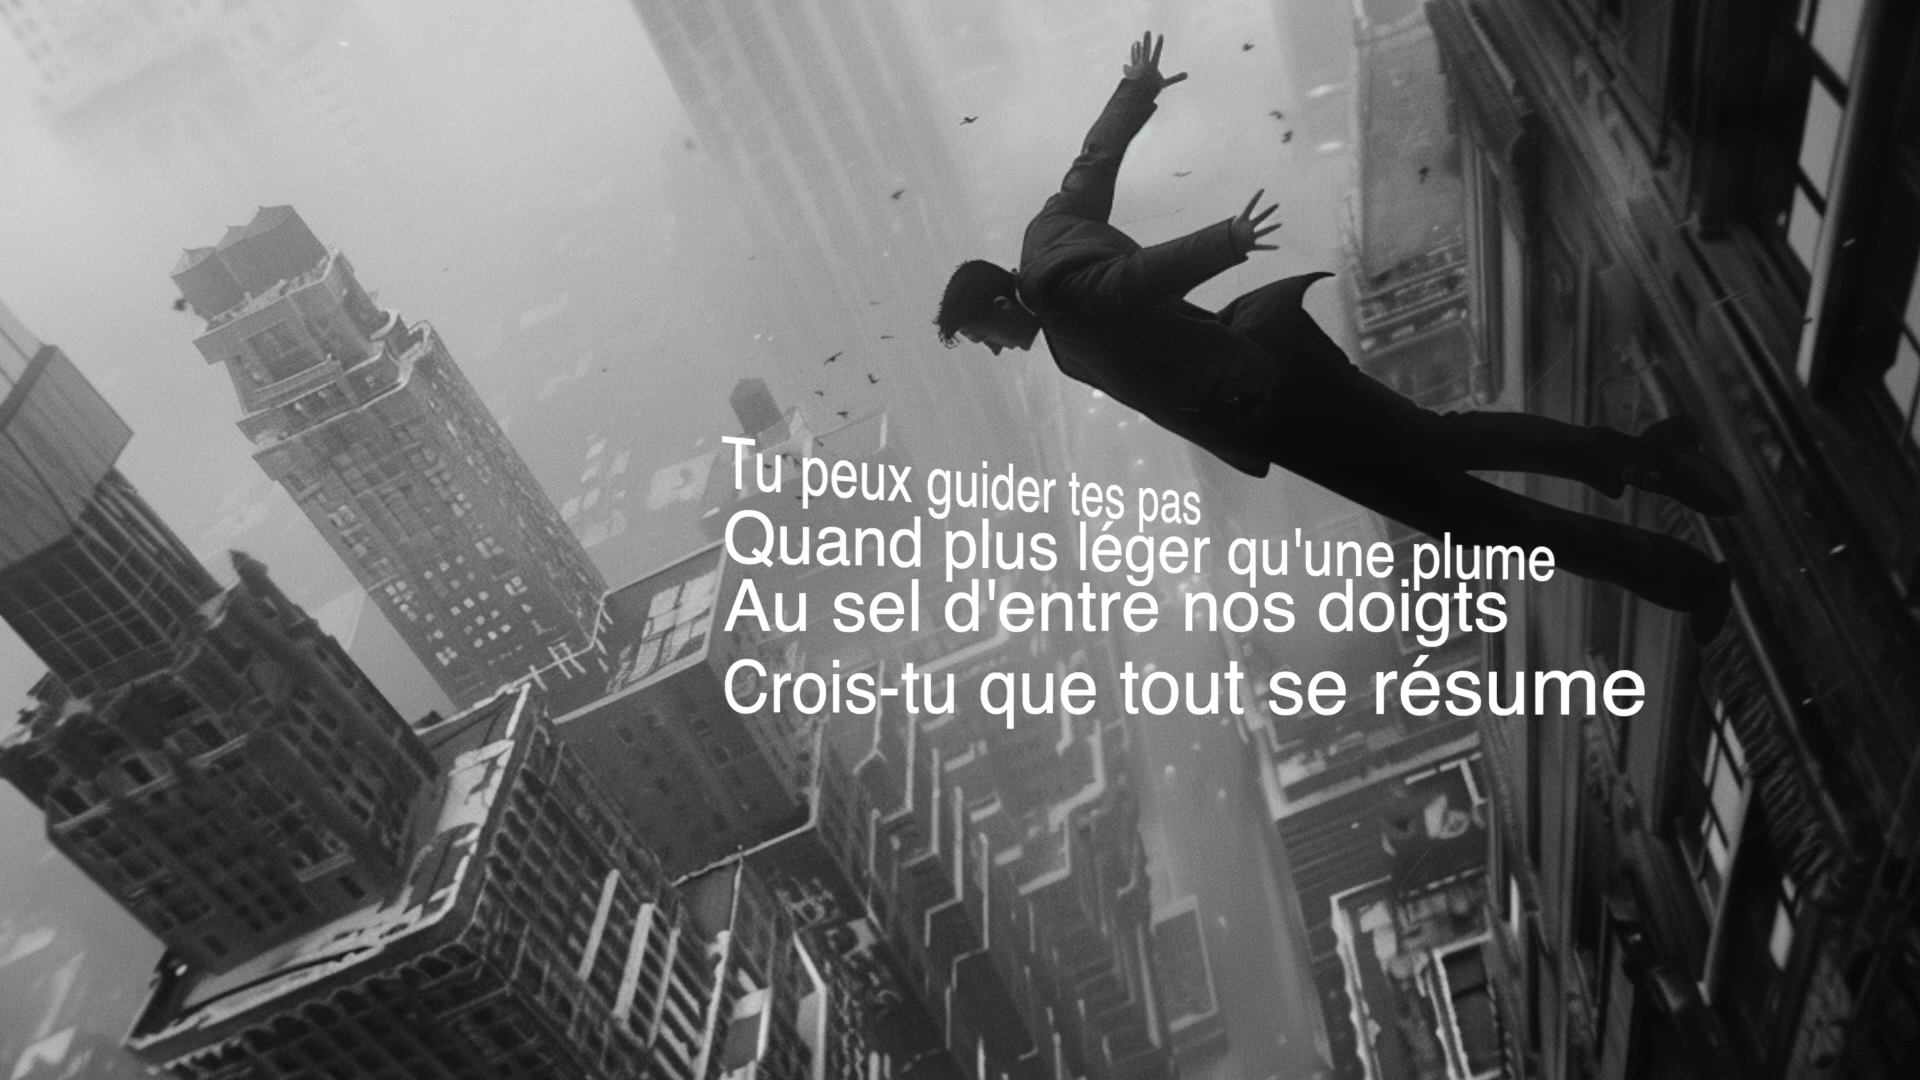 Tu peux guider tes pas
Quand plus léger qu'une plume
Au sel d'entre nos doigts
Crois-tu que tout se résume